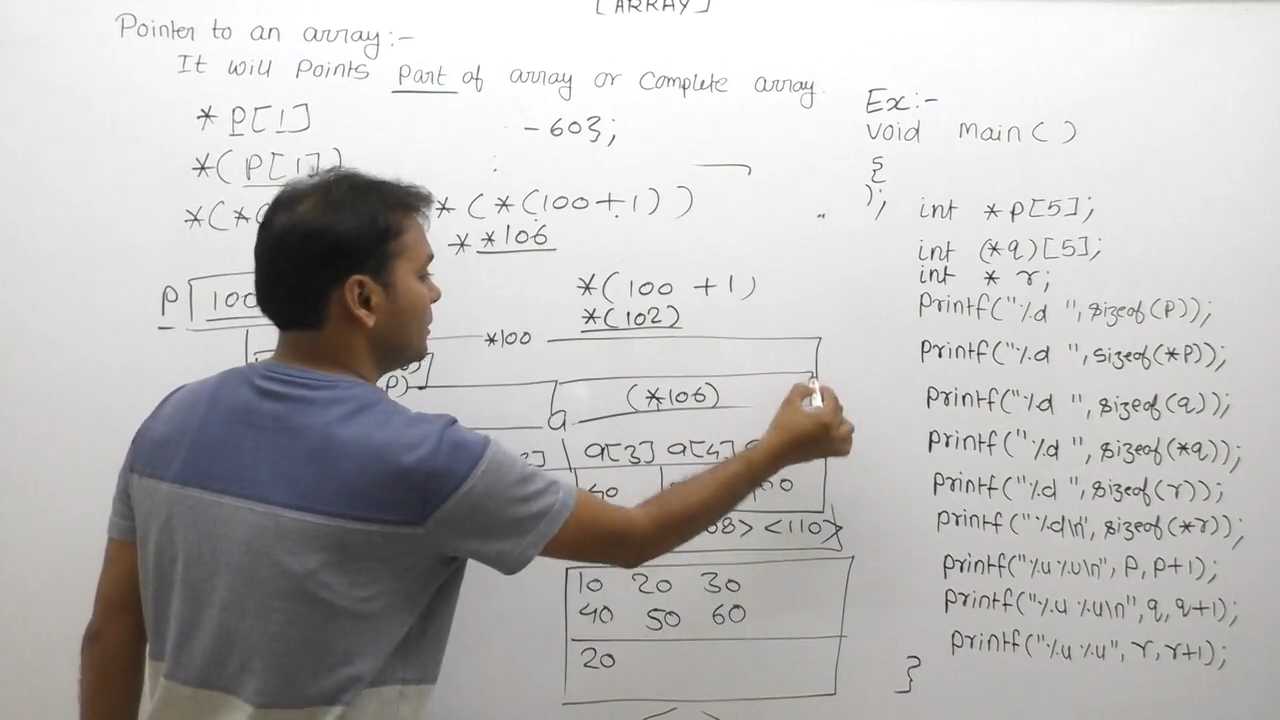 [ARRAY]
Pointer to an array:-
It will Points Part of array or Complete array.
* P[1]
- 603;
*(P[1])
*(*(
*(*(100+1))
* *106
P 100
*(100 +1)
*(102)
*100
P)
(*106)
a
a[3] a[4]
40
108> <110>
10 20 30
40 50 60
20
Ex:-
void main()
{
);
int *P[5];
int (*q)[5];
int * r;
Printf("%d ", sizeof(P));
Printf("%d ", sizeof(*P));
Printf("%d ", sizeof(q));
Printf("%d ", sizeof(*q));
Printf("%d ", sizeof(r));
Printf("%d\n", sizeof(*r));
Printf("%u %u\n", P, P+1);
Printf("%u %u\n", q, q+1);
Printf("%u %u", r, r+1);
}